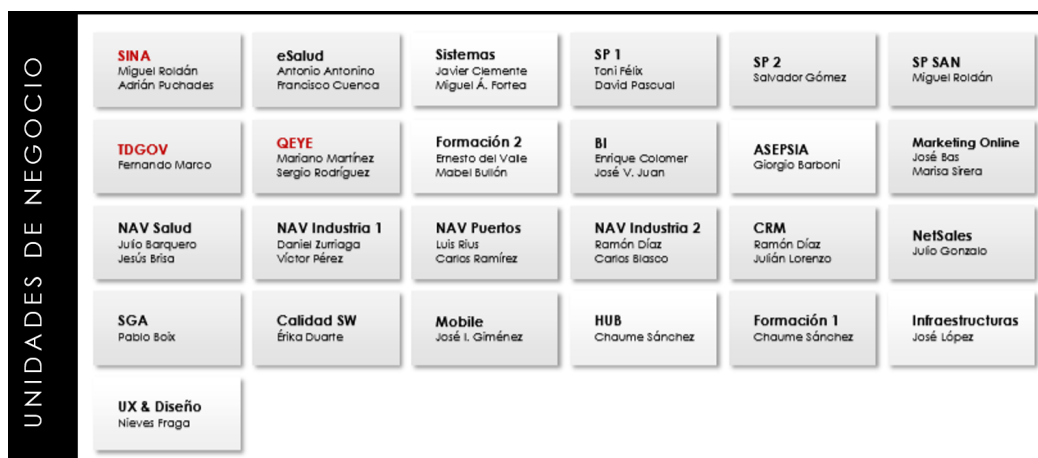 UNIDADES DE NEGOCIO
SINA
Miguel Roldán
Adrián Puchades
eSalud
Antonio Antonino
Francisco Cuenca
Sistemas
Javier Clemente
Miguel Á. Fortea
SP 1
Toni Félix
David Pascual
SP 2
Salvador Gómez
SP SAN
Miguel Roldán
TDGOV
Fernando Marco
QEYE
Mariano Martínez
Sergio Rodríguez
Formación 2
Ernesto del Valle
Mabel Bullón
BI
Enrique Colomer
José V. Juan
ASEPSIA
Giorgio Barboni
Marketing Online
José Bas
Marisa Sirera
NAV Salud
Julio Barquero
Jesús Brisa
NAV Industria 1
Daniel Zurriaga
Víctor Pérez
NAV Puertos
Luis Rius
Carlos Ramírez
NAV Industria 2
Ramón Díaz
Carlos Blasco
CRM
Ramón Díaz
Julián Lorenzo
NetSales
Julio Gonzalo
SGA
Pablo Boix
Calidad SW
Érika Duarte
Mobile
José I. Giménez
HUB
Chaume Sánchez
Formación 1
Chaume Sánchez
Infraestructuras
José López
UX & Diseño
Nieves Fraga